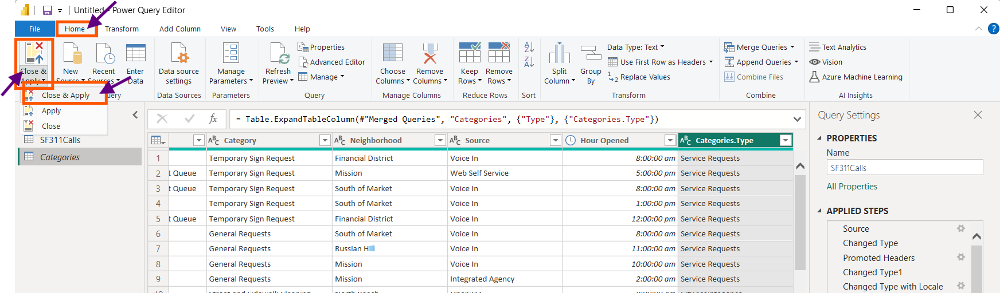 Untitled - Power Query Editor
File Home Transform Add Column View Tools Help
Close & Apply
New Source
Recent Sources
Enter Data
Data source settings
Manage Parameters
Refresh Preview
Properties
Advanced Editor
Manage
Choose Columns
Remove Columns
Keep Rows
Remove Rows
Split Column
Group By
Data Type: Text
Use First Row as Headers
Replace Values
Merge Queries
Append Queries
Combine Files
Text Analytics
Vision
Azure Machine Learning
Data Sources Parameters Query Manage Columns Reduce Rows Sort Transform Combine AI Insights
Close & Apply
Apply
Close
SF311Calls
Categories
= Table.ExpandTableColumn(#"Merged Queries", "Categories", {"Type"}, {"Categories.Type"})
Category Neighborhood Source Hour Opened Categories.Type
1 Temporary Sign Request Financial District Voice In 8:00:00 am Service Requests
2 t Queue Temporary Sign Request Mission Web Self Service 5:00:00 pm Service Requests
3 t Queue Temporary Sign Request South of Market Voice In 8:00:00 am Service Requests
4 Temporary Sign Request South of Market Voice In 1:00:00 pm Service Requests
5 t Queue Temporary Sign Request Financial District Voice In 12:00:00 pm Service Requests
6 General Requests South of Market Voice In 8:00:00 am Service Requests
7 General Requests Russian Hill Voice In 11:00:00 am Service Requests
8 General Requests Mission Voice In 10:00:00 am Service Requests
9 General Requests Mission Integrated Agency 2:00:00 am Service Requests
Query Settings
PROPERTIES
Name
SF311Calls
All Properties
APPLIED STEPS
Source
Changed Type
Promoted Headers
Changed Type1
Changed Type with Locale